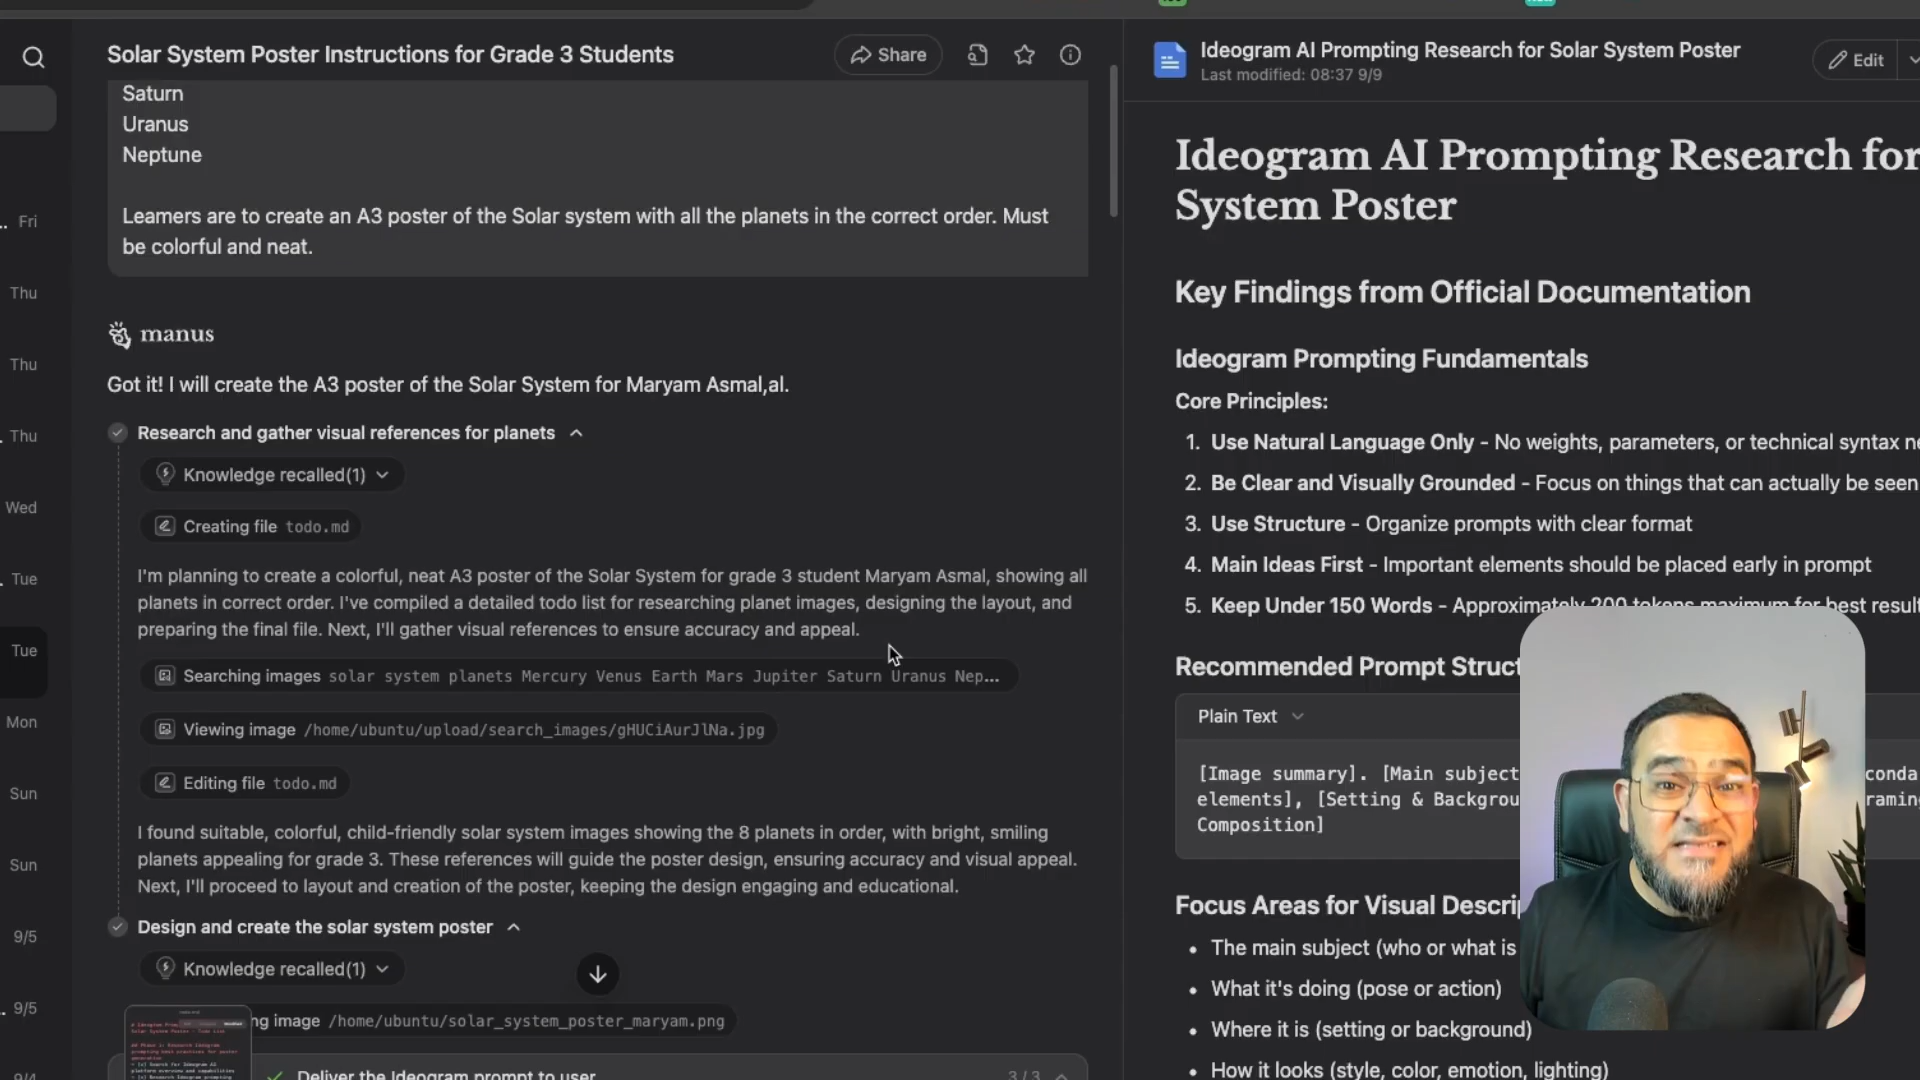 Solar System Poster Instructions for Grade 3 Students
Share
Saturn
Uranus
Neptune
Leamers are to create an A3 poster of the Solar system with all the planets in the correct order. Must
be colorful and neat.
manus
Got it! I will create the A3 poster of the Solar System for Maryam Asmal,al.
Research and gather visual references for planets
Knowledge recalled(1)
Creating file todo.md
I'm planning to create a colorful, neat A3 poster of the Solar System for grade 3 student Maryam Asmal, showing all
planets in correct order. I've compiled a detailed todo list for researching planet images, designing the layout, and
preparing the final file. Next, I'll gather visual references to ensure accuracy and appeal.
Searching images solar system planets Mercury Venus Earth Mars Jupiter Saturn Uranus Nep...
Viewing image /home/ubuntu/upload/search_images/gHUCiAurJlNa.jpg
Editing file todo.md
I found suitable, colorful, child-friendly solar system images showing the 8 planets in order, with bright, smiling
planets appealing for grade 3. These references will guide the poster design, ensuring accuracy and visual appeal.
Next, I'll proceed to layout and creation of the poster, keeping the design engaging and educational.
Design and create the solar system poster
Knowledge recalled(1)
ng image /home/ubuntu/solar_system_poster_maryam.png
Deliver the Ideogram prompt to user
3/3
Fri
Thu
Thu
Thu
Wed
Tue
Tue
Mon
Sun
Sun
9/5
9/5
9/4
Ideogram AI Prompting Research for Solar System Poster
Last modified: 08:37 9/9
Edit
Ideogram AI Prompting Research for
System Poster
Key Findings from Official Documentation
Ideogram Prompting Fundamentals
Core Principles:
1. Use Natural Language Only - No weights, parameters, or technical syntax ne
2. Be Clear and Visually Grounded - Focus on things that can actually be seen
3. Use Structure - Organize prompts with clear format
4. Main Ideas First - Important elements should be placed early in prompt
5. Keep Under 150 Words - Approximately 200 tokens maximum for best result
Recommended Prompt Struct
Plain Text
[Image summary]. [Main subject conda
elements], [Setting & Backgrou raming
Composition]
Focus Areas for Visual Descrip
• The main subject (who or what is
• What it's doing (pose or action)
• Where it is (setting or background)
• How it looks (style, color, emotion, lighting)